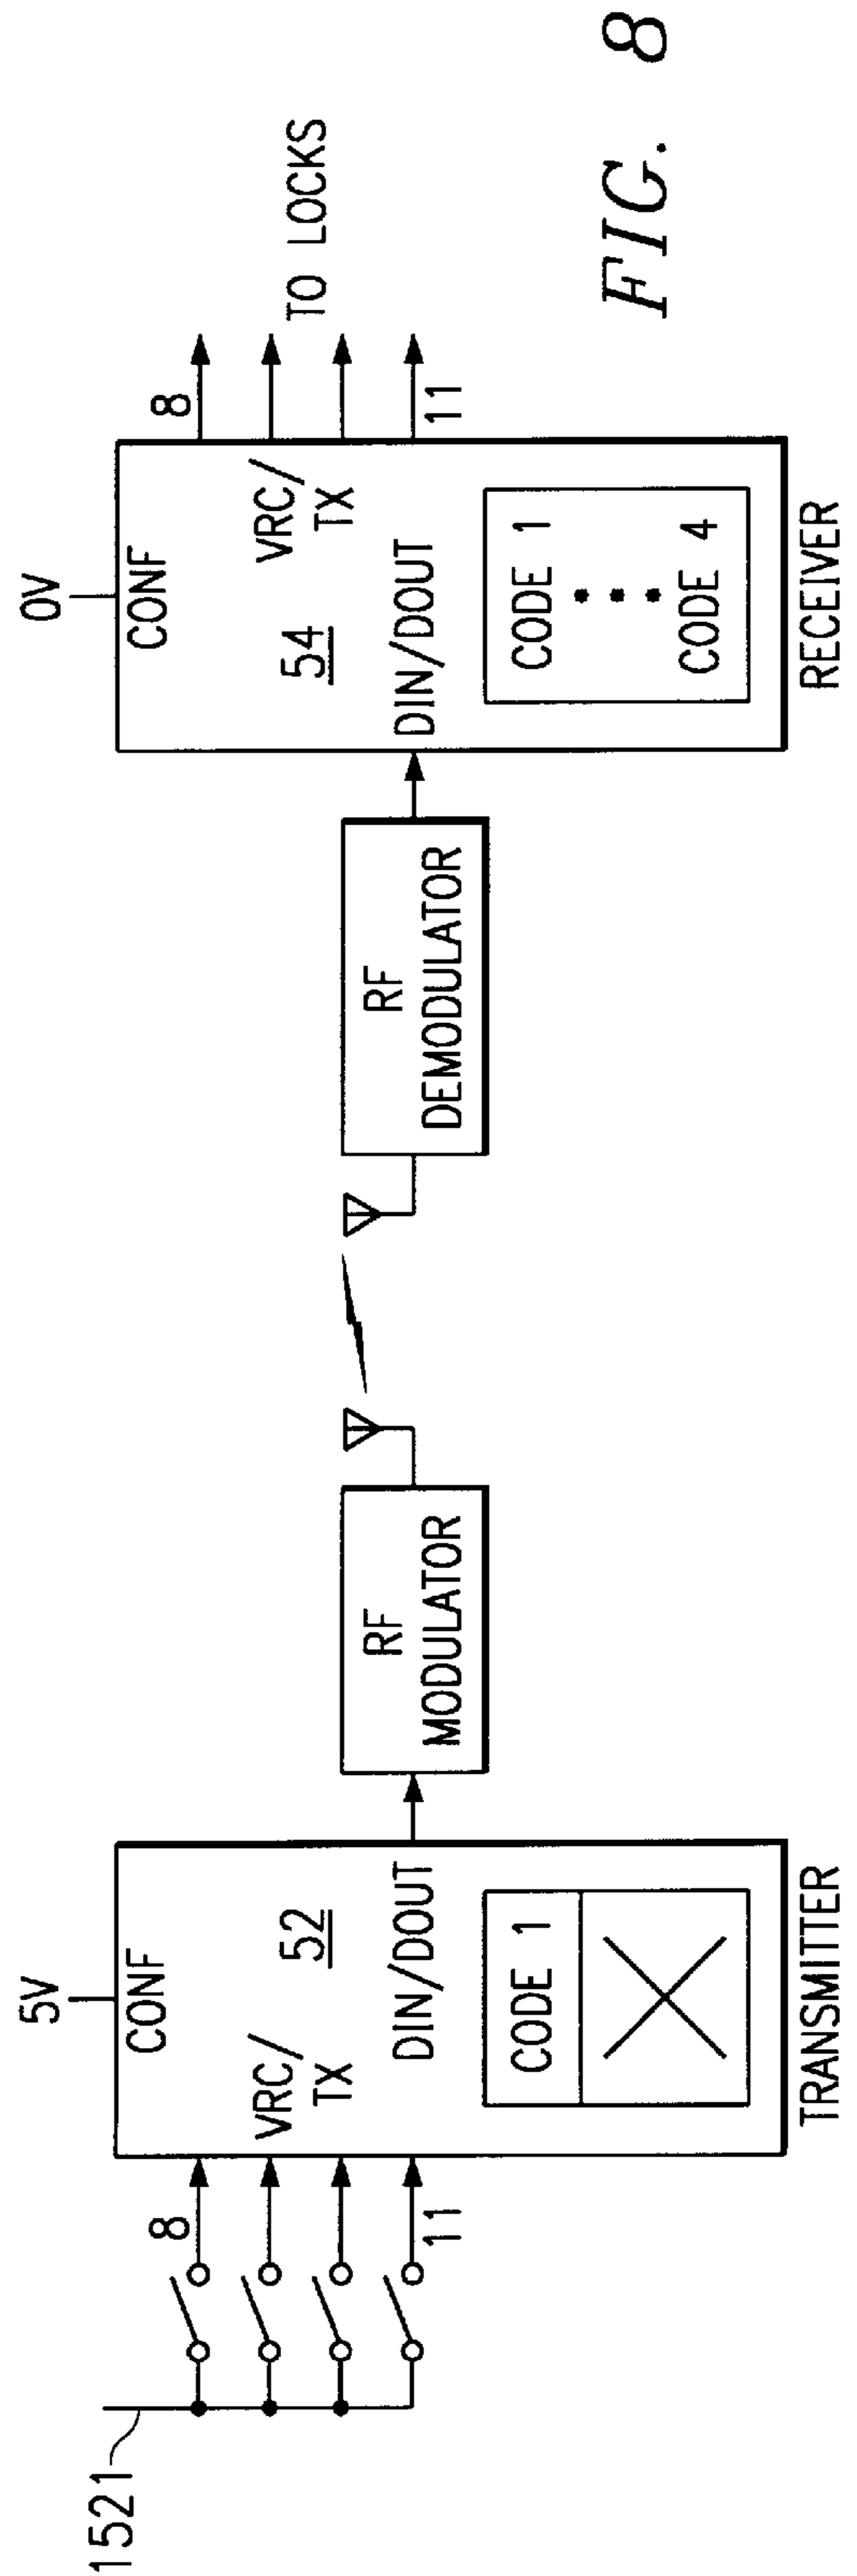 1521
8
11
5V
CONF
VRC/
TX
52
DIN/DOUT
CODE 1
TRANSMITTER
RF
MODULATOR
RF
DEMODULATOR
0V
CONF
54
VRC/
TX
DIN/DOUT
CODE 1
CODE 4
RECEIVER
8
11
TO LOCKS
FIG. 8